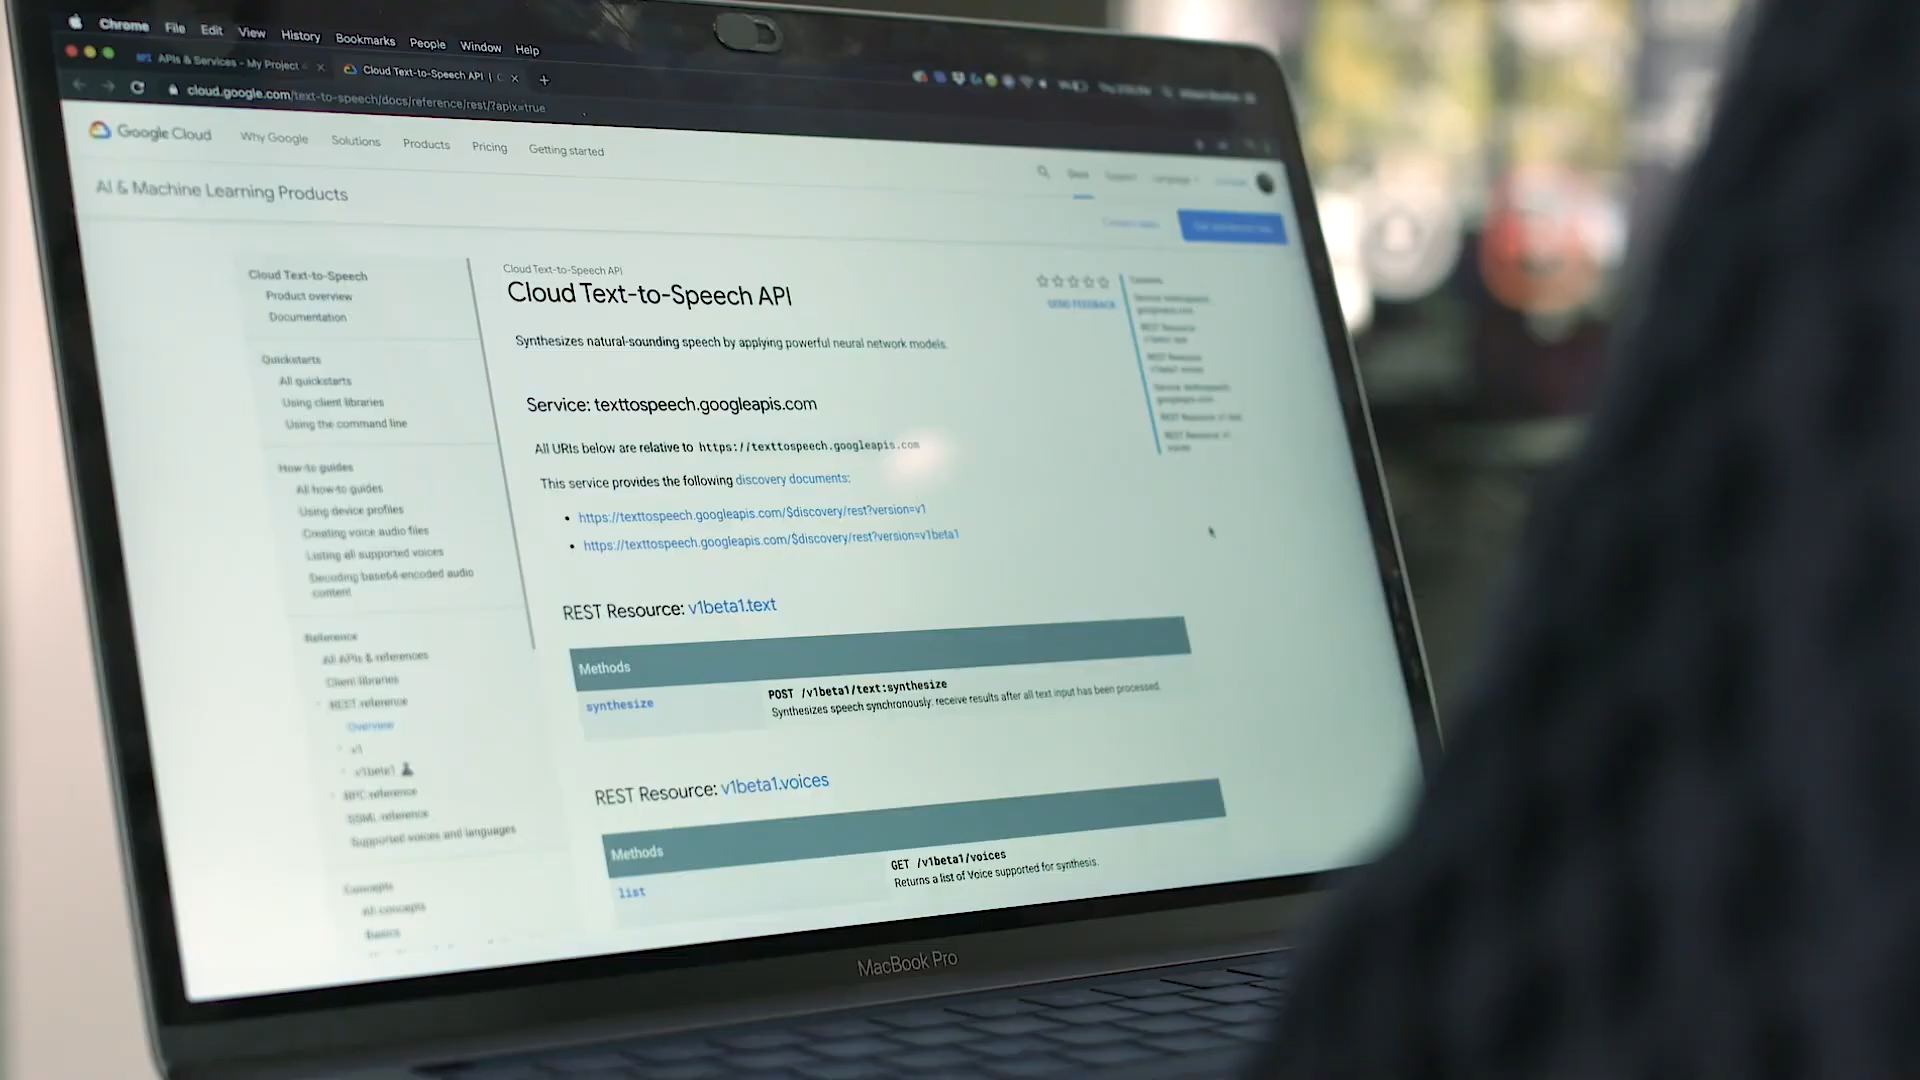 Chrome File Edit View History Bookmarks People Window Help
APIs & Services - My Project
Cloud Text-to-Speech API | C
cloud.google.com/text-to-speech/docs/reference/rest/?apix=true
Google Cloud Why Google Solutions Products Pricing Getting started
AI & Machine Learning Products
Cloud Text-to-Speech
Product overview
Documentation
Quickstarts
All quickstarts
Using client libraries
Using the command line
How-to guides
All how-to guides
Using device profiles
Creating voice audio files
Listing all supported voices
Decoding base64-encoded audio
content
Reference
All APIs & references
Client libraries
REST reference
Overview
v1
v1beta1
RPC reference
SSML reference
Supported voices and languages
Concepts
All concepts
Basics
Cloud Text-to-Speech API
Cloud Text-to-Speech API
SEND FEEDBACK
Synthesizes natural-sounding speech by applying powerful neural network models.
Service: texttospeech.googleapis.com
All URIs below are relative to https://texttospeech.googleapis.com
This service provides the following discovery documents:
• https://texttospeech.googleapis.com/$discovery/rest?version=v1
• https://texttospeech.googleapis.com/$discovery/rest?version=v1beta1
REST Resource: v1beta1.text
Methods
synthesize
POST /v1beta1/text:synthesize
Synthesizes speech synchronously: receive results after all text input has been processed.
REST Resource: v1beta1.voices
Methods
list
GET /v1beta1/voices
Returns a list of Voice supported for synthesis.
MacBook Pro